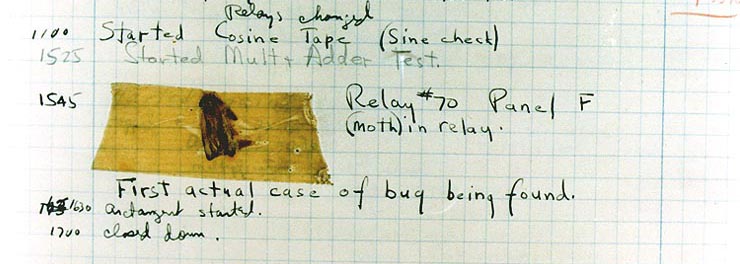 Relays changed
1100 Started Cosine Tape (Sine check)
1525 Started Mult + Adder Test.
1545 Relay #70 Panel F
(moth) in relay.
First actual case of bug being found.
1630 arctangent started.
1700 closed down.